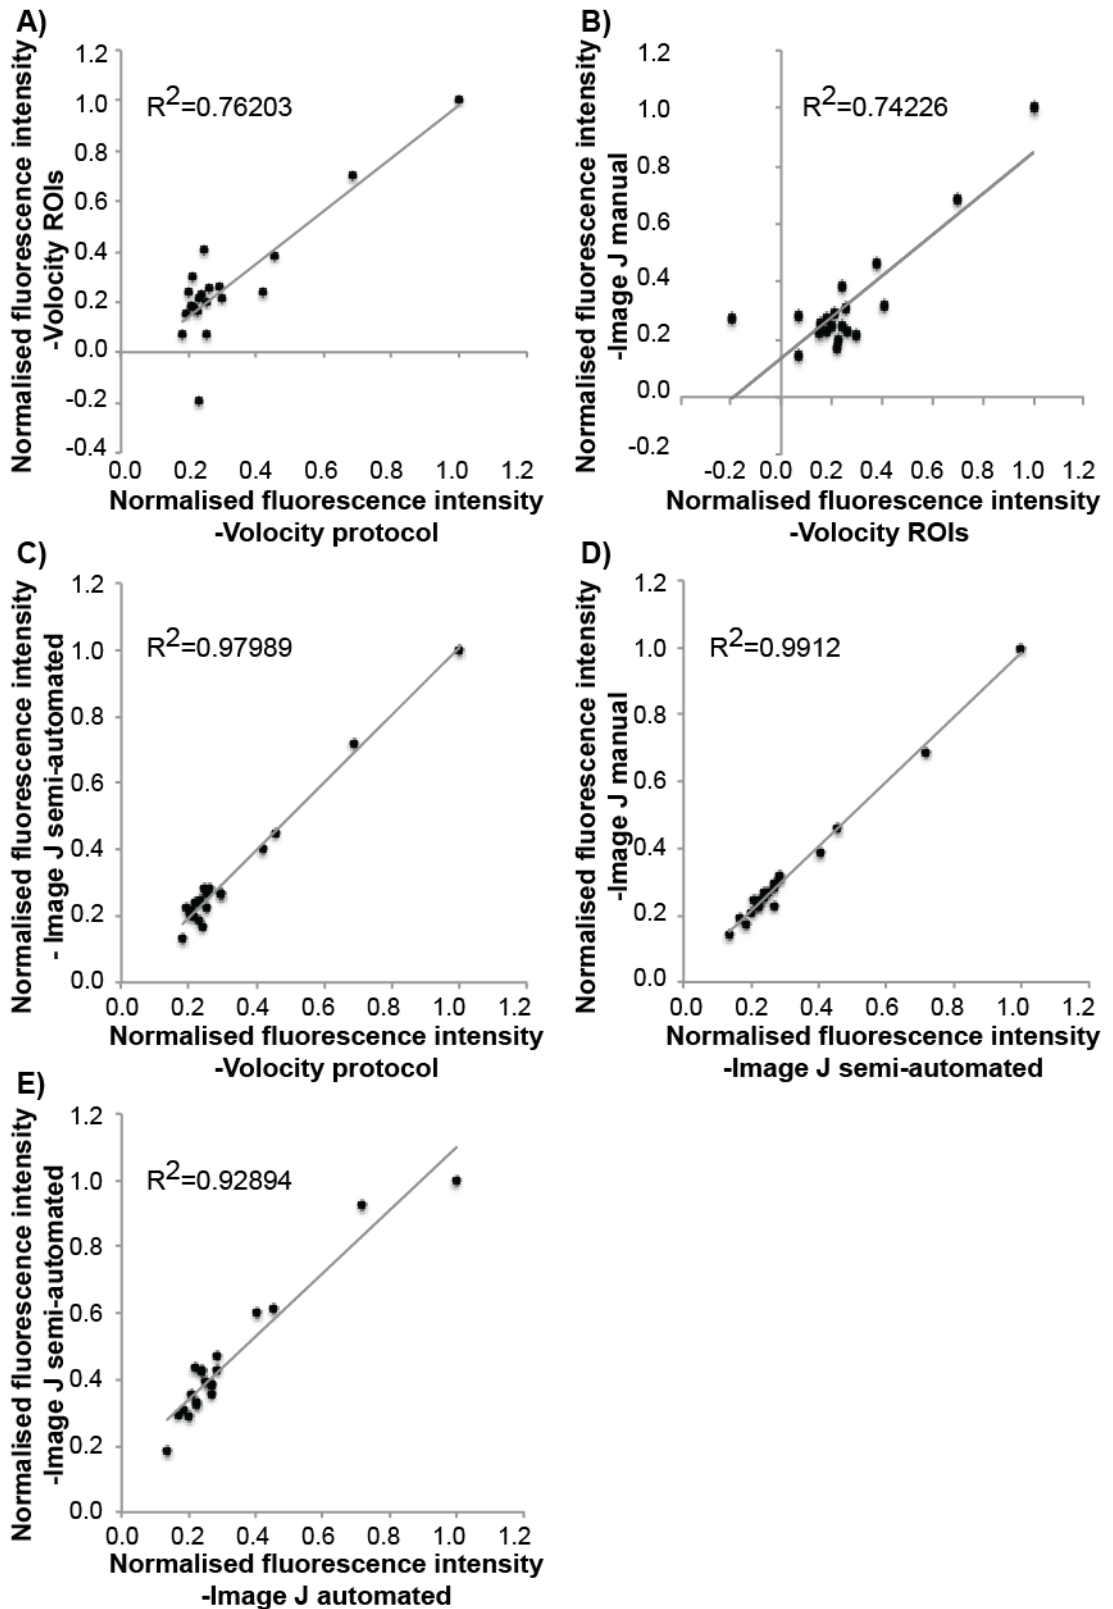 A)
Normalised fluorescence intensity
-Volocity ROIs
1.2
1.0
0.8
0.6
0.4
0.2
0.0
-0.2
-0.4
R2=0.76203
0.0 0.2 0.4 0.6 0.8 1.0 1.2
Normalised fluorescence intensity
-Volocity protocol
B)
Normalised fluorescence intensity
-Image J manual
1.2
1.0
0.8
0.6
0.4
0.2
0.0
-0.2
R2=0.74226
-0.2 0.0 0.2 0.4 0.6 0.8 1.0 1.2
Normalised fluorescence intensity
-Volocity ROIs
C)
Normalised fluorescence intensity
- Image J semi-automated
1.2
1.0
0.8
0.6
0.4
0.2
0.0
R2=0.97989
0.0 0.2 0.4 0.6 0.8 1.0 1.2
Normalised fluorescence intensity
-Volocity protocol
D)
Normalised fluorescence intensity
-Image J manual
1.2
1.0
0.8
0.6
0.4
0.2
0.0
R2=0.9912
0.0 0.2 0.4 0.6 0.8 1.0 1.2
Normalised fluorescence intensity
-Image J semi-automated
E)
Normalised fluorescence intensity
-Image J semi-automated
1.2
1.0
0.8
0.6
0.4
0.2
0.0
R2=0.92894
0.0 0.2 0.4 0.6 0.8 1.0 1.2
Normalised fluorescence intensity
-Image J automated